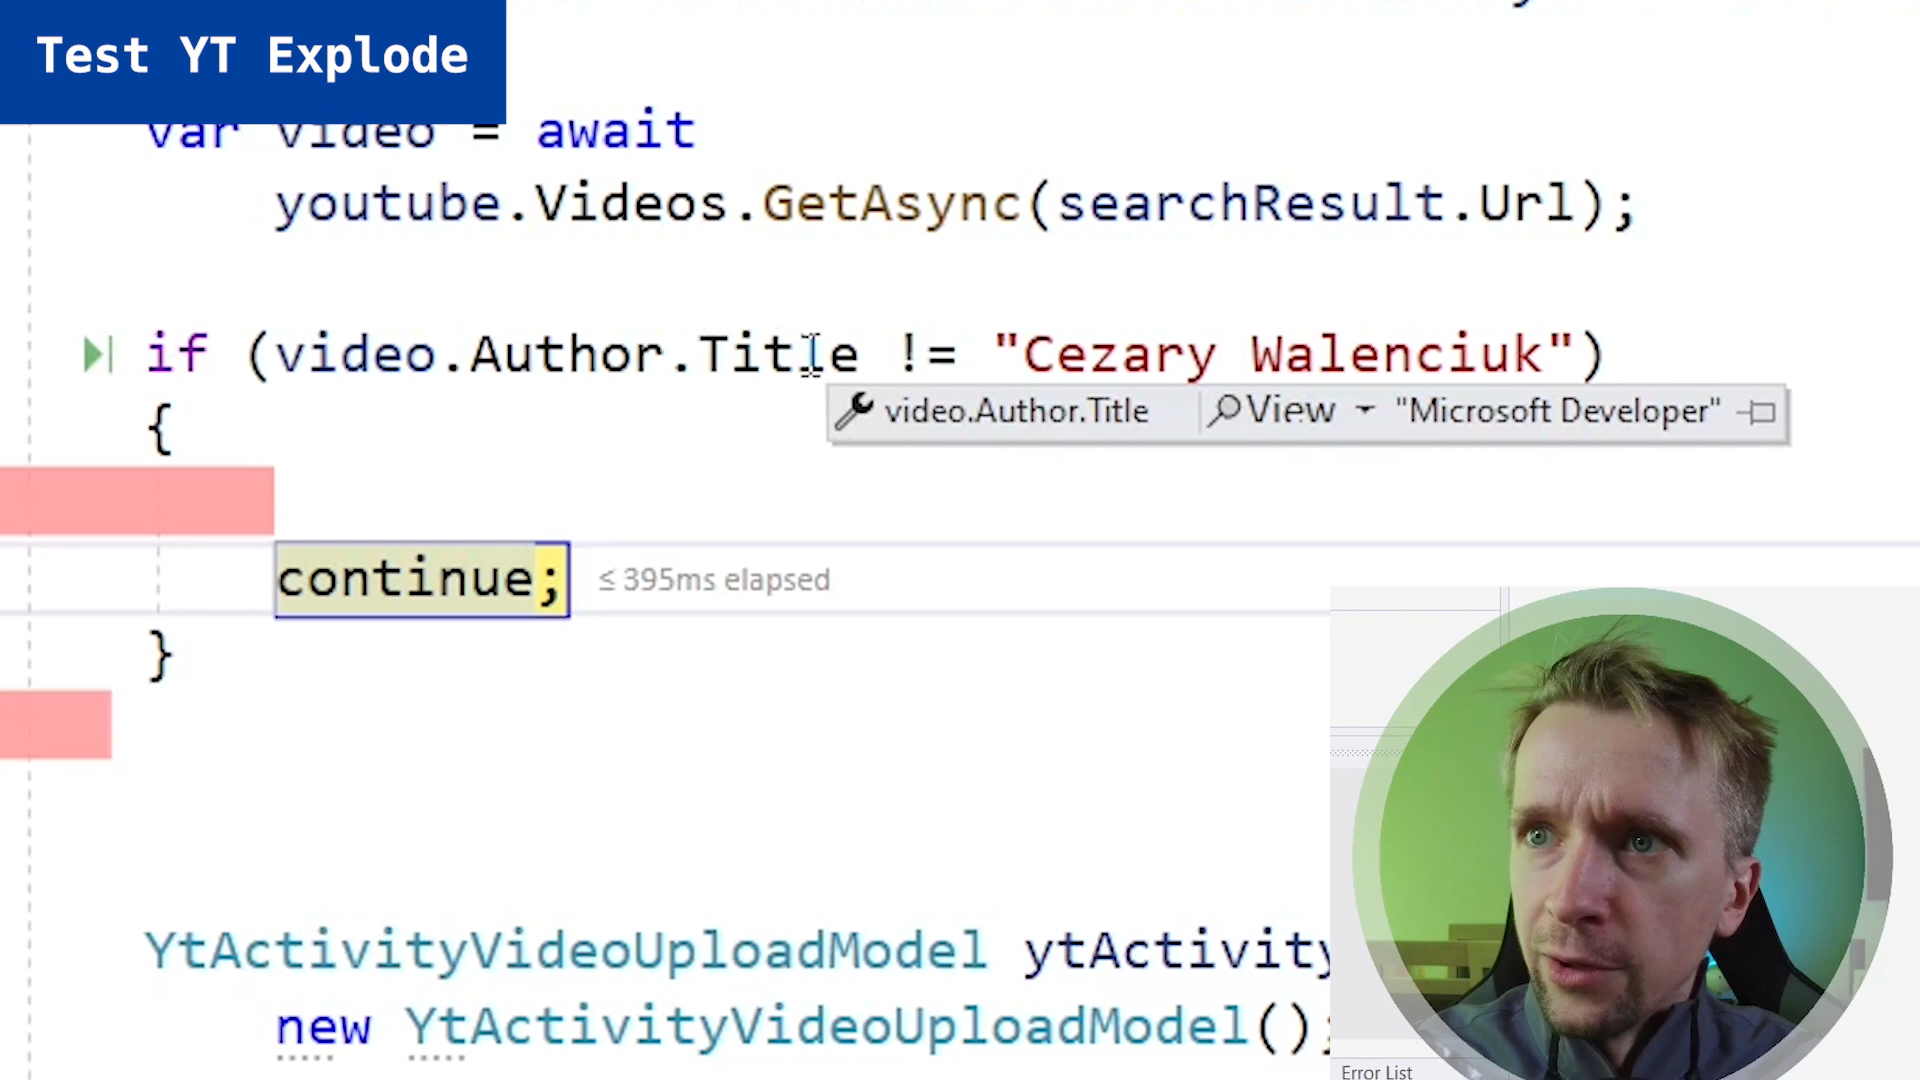 Test YT Explode
var video = await
youtube.Videos.GetAsync(searchResult.Url);
if (video.Author.Title != "Cezary Walenciuk")
video.Author.Title View "Microsoft Developer"
{
continue; ≤ 395ms elapsed
}
YtActivityVideoUploadModel ytActivity
new YtActivityVideoUploadModel();
Error List